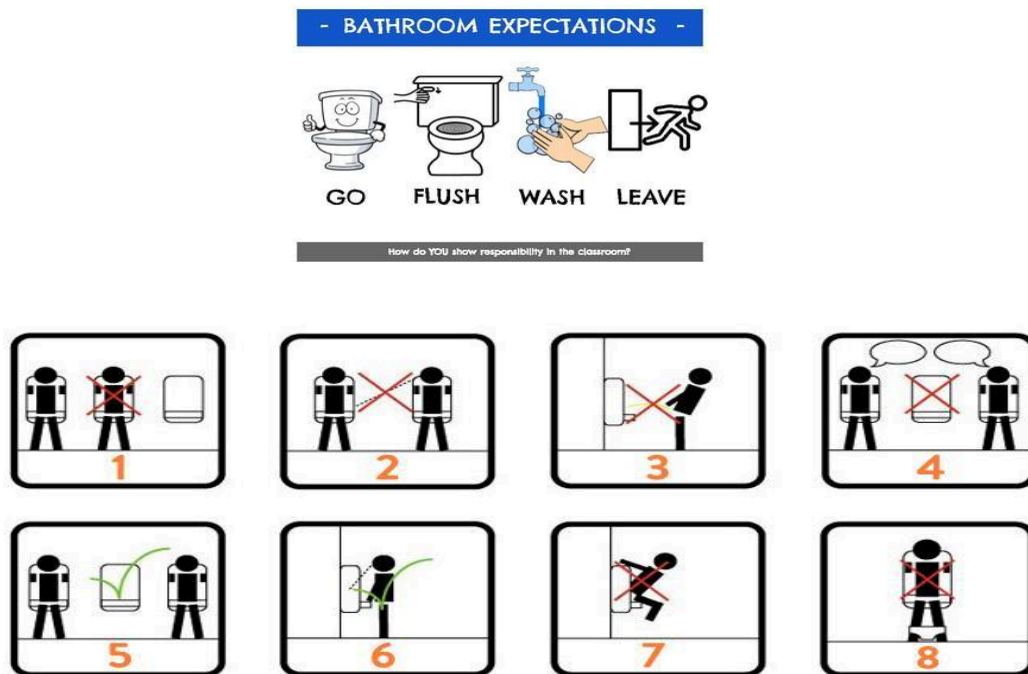 - BATHROOM EXPECTATIONS -
GO FLUSH WASH LEAVE
How do YOU show responsibility in the classroom?
1 2 3 4
5 6 7 8